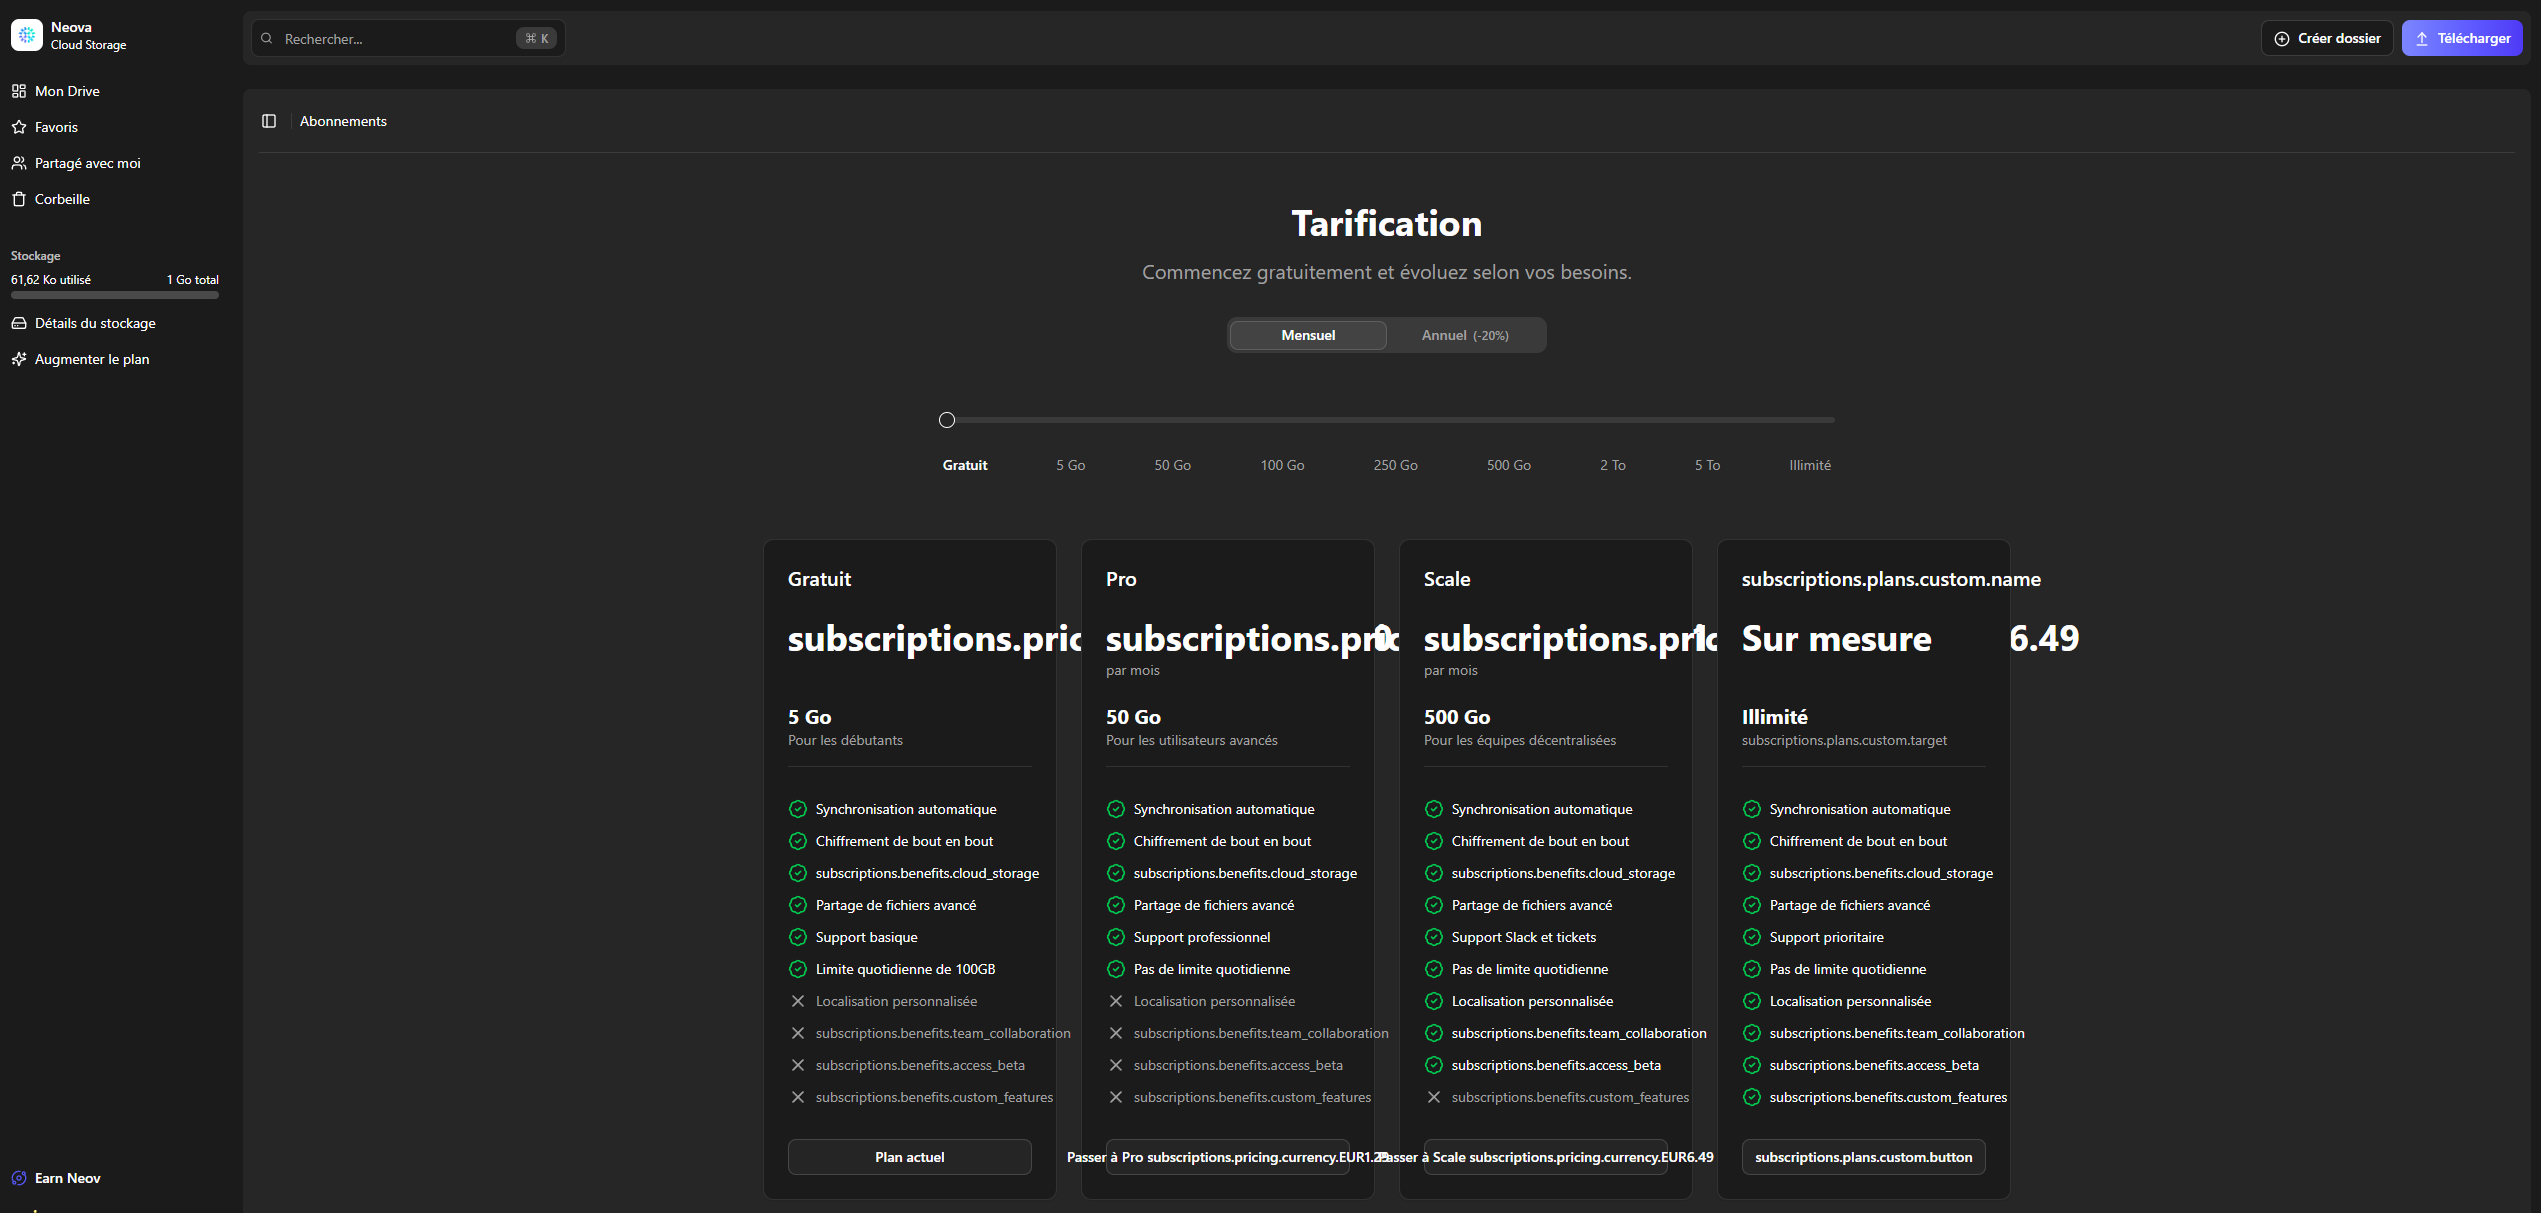 Neova
Cloud Storage
Rechercher...
⌘ K
Créer dossier
Télécharger
Mon Drive
Favoris
Partagé avec moi
Corbeille
Stockage
61,62 Ko utilisé 1 Go total
Détails du stockage
Augmenter le plan
Earn Neov
Abonnements
Tarification
Commencez gratuitement et évoluez selon vos besoins.
Mensuel
Annuel (-20%)
Gratuit 5 Go 50 Go 100 Go 250 Go 500 Go 2 To 5 To Illimité
Gratuit
subscriptions.pric
5 Go
Pour les débutants
Synchronisation automatique
Chiffrement de bout en bout
subscriptions.benefits.cloud_storage
Partage de fichiers avancé
Support basique
Limite quotidienne de 100GB
Localisation personnalisée
subscriptions.benefits.team_collaboration
subscriptions.benefits.access_beta
subscriptions.benefits.custom_features
Plan actuel
Pro
par mois
50 Go
Pour les utilisateurs avancés
Synchronisation automatique
Chiffrement de bout en bout
subscriptions.benefits.cloud_storage
Partage de fichiers avancé
Support professionnel
Pas de limite quotidienne
Localisation personnalisée
subscriptions.benefits.team_collaboration
subscriptions.benefits.access_beta
subscriptions.benefits.custom_features
Passer à Pro subscriptions.pricing.currency.EUR1.29
Scale
par mois
500 Go
Pour les équipes décentralisées
Synchronisation automatique
Chiffrement de bout en bout
subscriptions.benefits.cloud_storage
Partage de fichiers avancé
Support Slack et tickets
Pas de limite quotidienne
Localisation personnalisée
subscriptions.benefits.team_collaboration
subscriptions.benefits.access_beta
subscriptions.benefits.custom_features
Passer à Scale subscriptions.pricing.currency.EUR6.49
subscriptions.plans.custom.name
Sur mesure
6.49
Illimité
subscriptions.plans.custom.target
Synchronisation automatique
Chiffrement de bout en bout
subscriptions.benefits.cloud_storage
Partage de fichiers avancé
Support prioritaire
Pas de limite quotidienne
Localisation personnalisée
subscriptions.benefits.team_collaboration
subscriptions.benefits.access_beta
subscriptions.benefits.custom_features
subscriptions.plans.custom.button